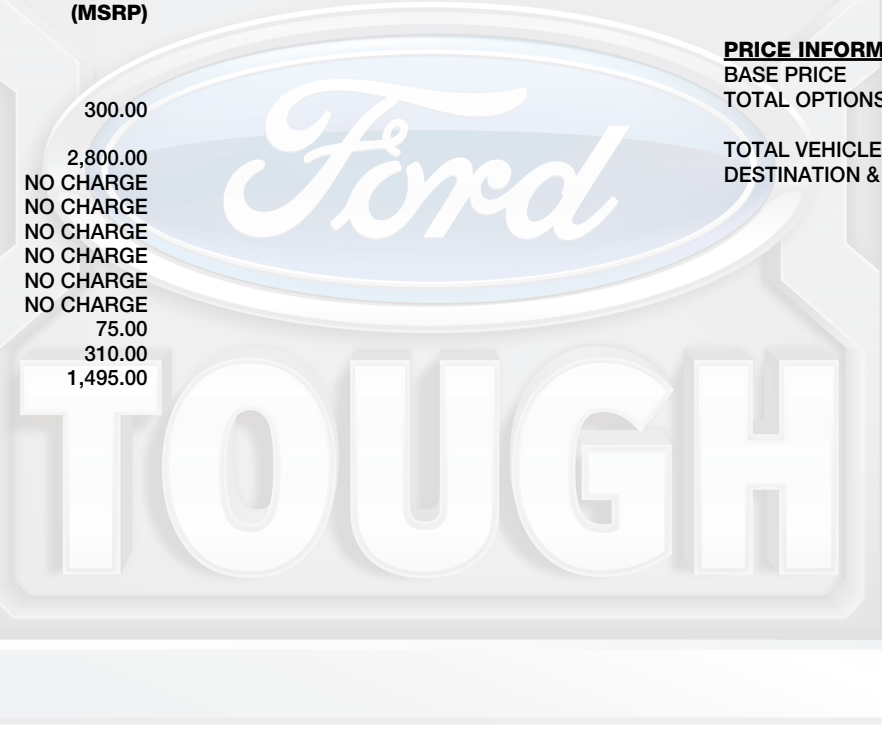 (MSRP)
300.00
2,800.00
NO CHARGE
NO CHARGE
NO CHARGE
NO CHARGE
NO CHARGE
NO CHARGE
75.00
310.00
1,495.00
PRICE INFORM
BASE PRICE
TOTAL OPTIONS
TOTAL VEHICLE
DESTINATION &
Ford
TOUGH